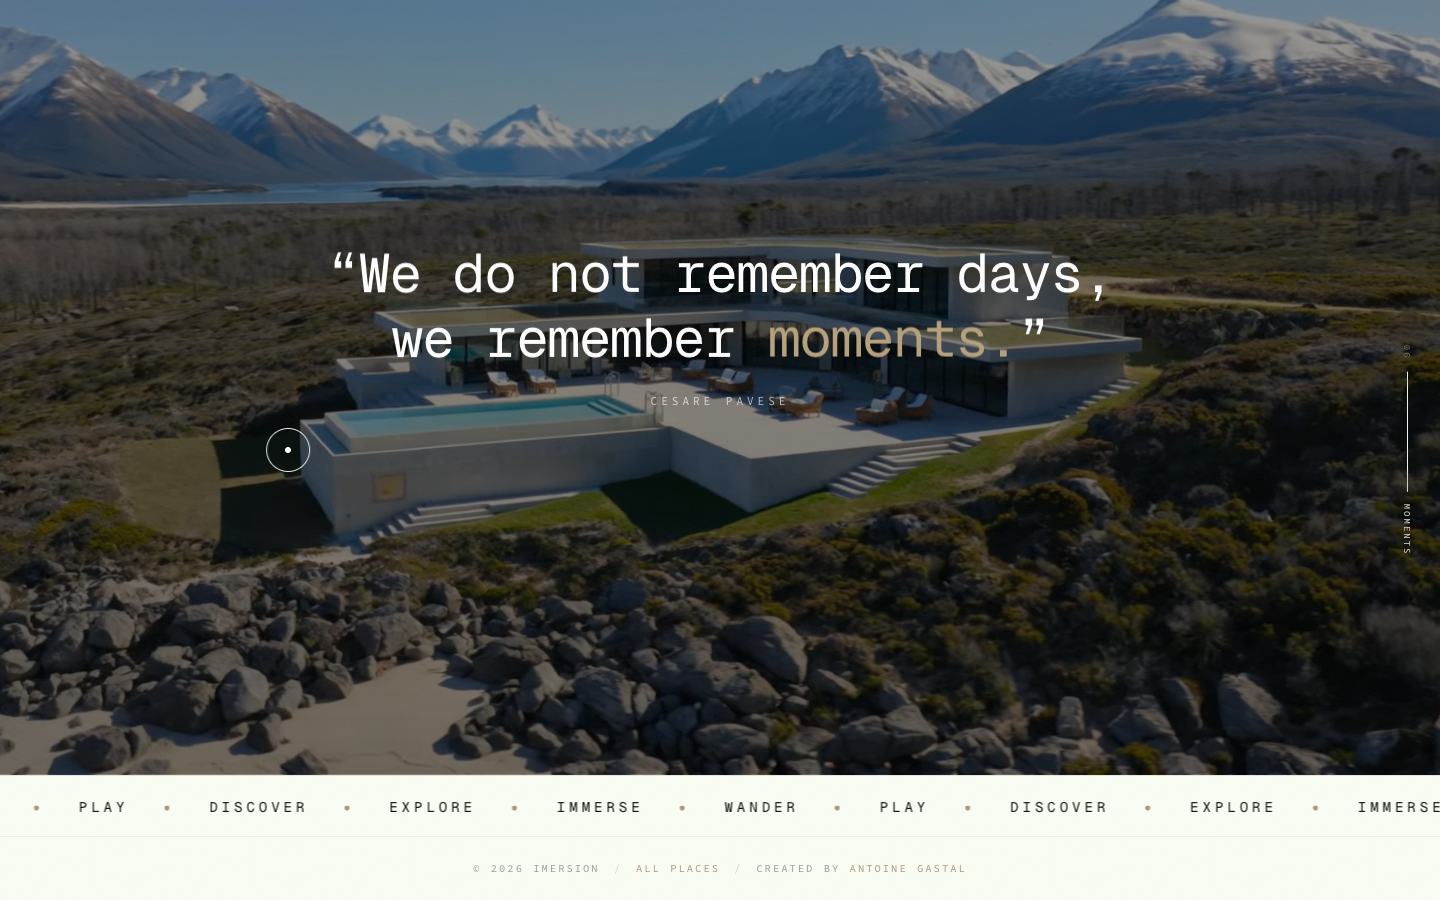 “We do not remember days,
we remember moments.”
CESARE PAVESE
06
MOMENTS
• PLAY • DISCOVER • EXPLORE • IMMERSE • WANDER • PLAY • DISCOVER • EXPLORE • IMMERSE
© 2026 IMERSION / ALL PLACES / CREATED BY ANTOINE GASTAL